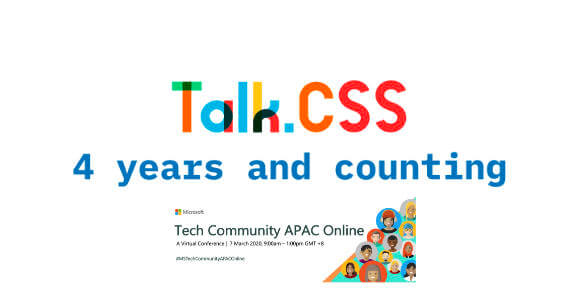 Talk.CSS
4 years and counting
Microsoft
Tech Community APAC Online
A Virtual Conference | 7 March 2020, 9:00am – 1:00pm GMT +8
#MSTechCommunityAPACOnline